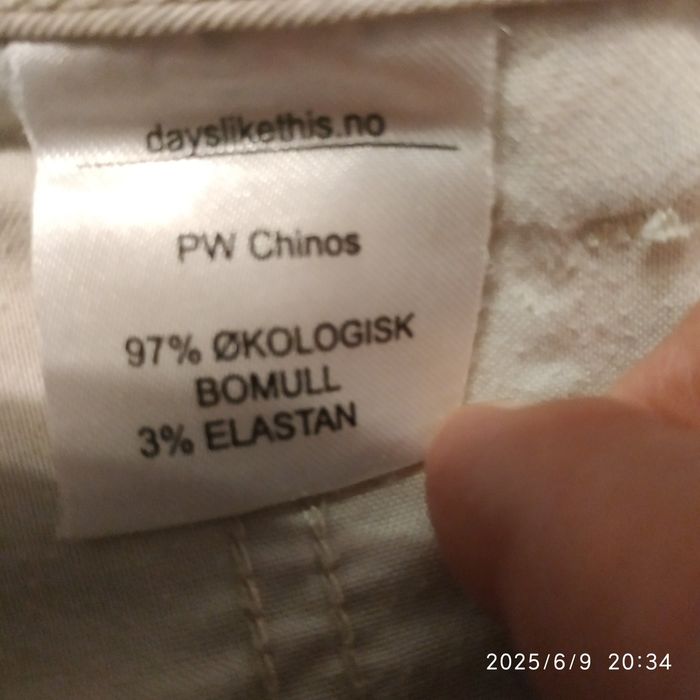 dayslikethis.no
PW Chinos
97% ØKOLOGISK
BOMULL
3% ELASTAN
2025/6/9 20:34